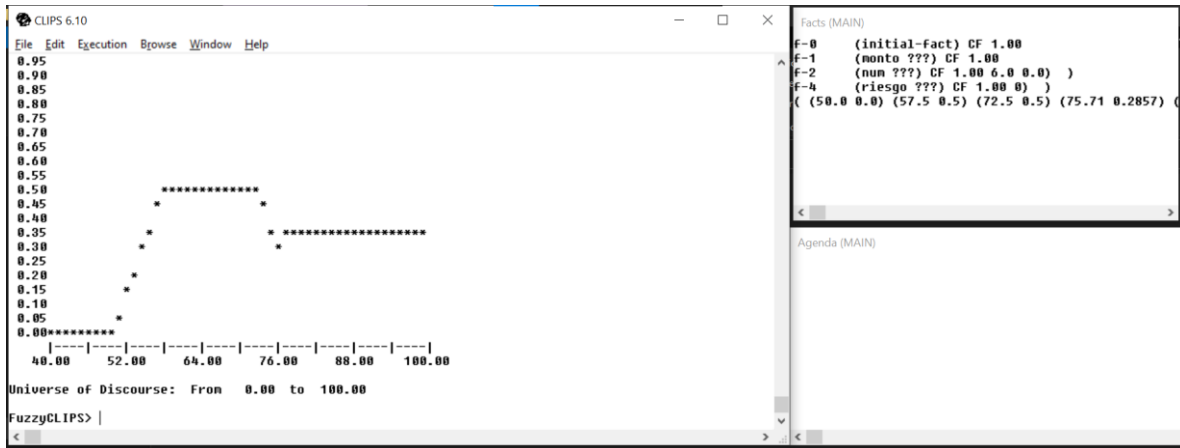 CLIPS 6.10
File Edit Execution Browse Window Help
0.95
0.90
0.85
0.80
0.75
0.70
0.65
0.60
0.55
0.50 *************
0.45 * *
0.40
0.35 * * ********************
0.30 * *
0.25
0.20 *
0.15 *
0.10
0.05 *
0.00*********
|----|----|----|----|----|----|----|----|----|----|
40.00 52.00 64.00 76.00 88.00 100.00
Universe of Discourse: From 0.00 to 100.00
FuzzyCLIPS>
Facts (MAIN)
f-0 (initial-fact) CF 1.00
f-1 (monto ???) CF 1.00
f-2 (num ???) CF 1.00 6.0 0.0) )
f-4 (riesgo ???) CF 1.00 0) )
( (50.0 0.0) (57.5 0.5) (72.5 0.5) (75.71 0.2857) (
Agenda (MAIN)